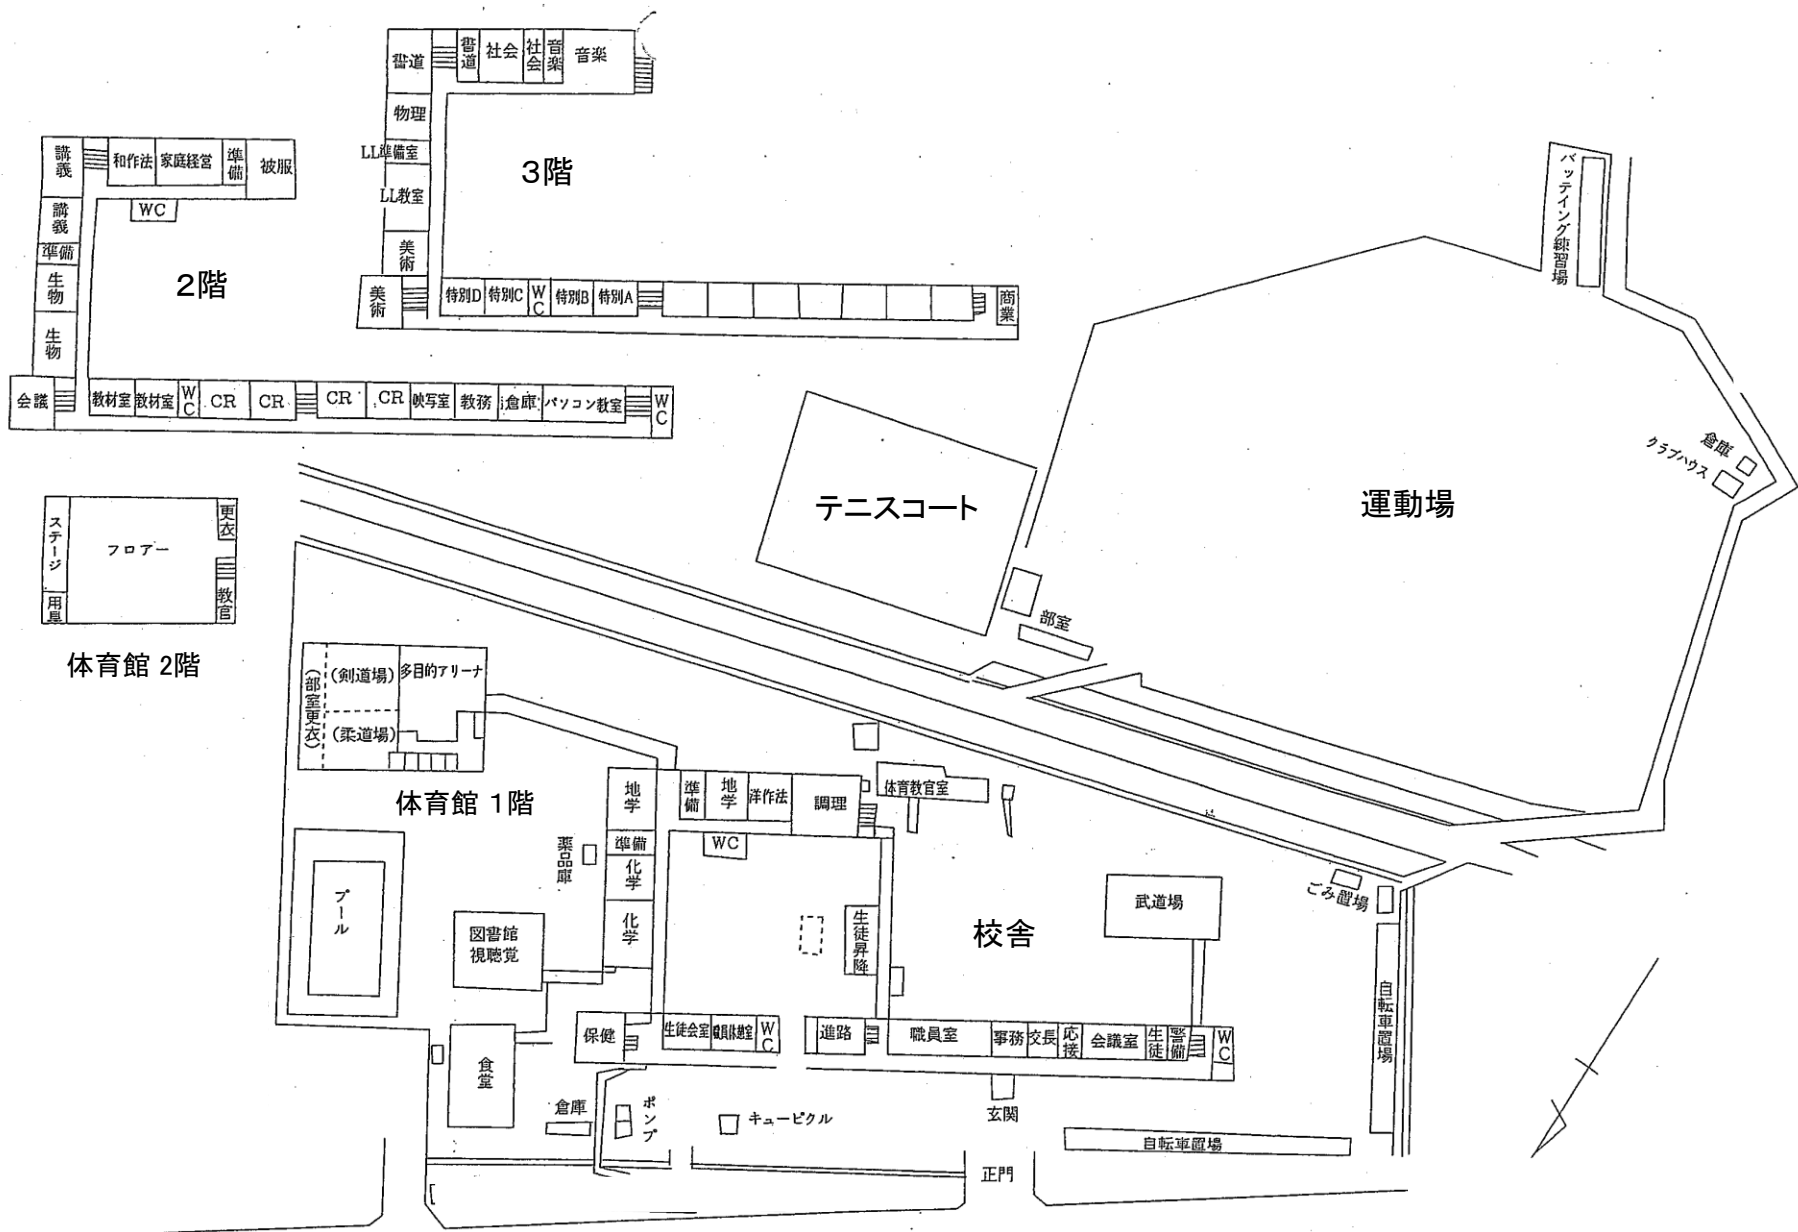 書道
書道
社会
社会
音楽
音楽
物理
LL準備室
LL教室
美術
美術
3階
特別D
特別C
WC
特別B
特別A
商業
講義
和作法
家庭経営
準備
被服
WC
講義
準備
生物
生物
2階
会議
教材室
教材室
WC
CR
CR
CR
CR
映写室
教務
倉庫
パソコン教室
WC
ステージ
用具
フロアー
更衣
教官
体育館 2階
バッテイング練習場
テニスコート
運動場
倉庫
クラブハウス
部室
(部室更衣)
(剣道場)
多目的アリーナ
(柔道場)
体育館 1階
地学
準備
地学
洋作法
調理
体育教官室
WC
準備
薬品庫
化学
化学
プール
図書館
視聴覚
生徒昇降
校舎
武道場
ごみ置場
自転車置場
保健
生徒会室
WC
進路
職員室
事務
校長
応接
会議室
生徒
警備
WC
食堂
倉庫
ポンプ
キュービクル
玄関
自転車置場
正門